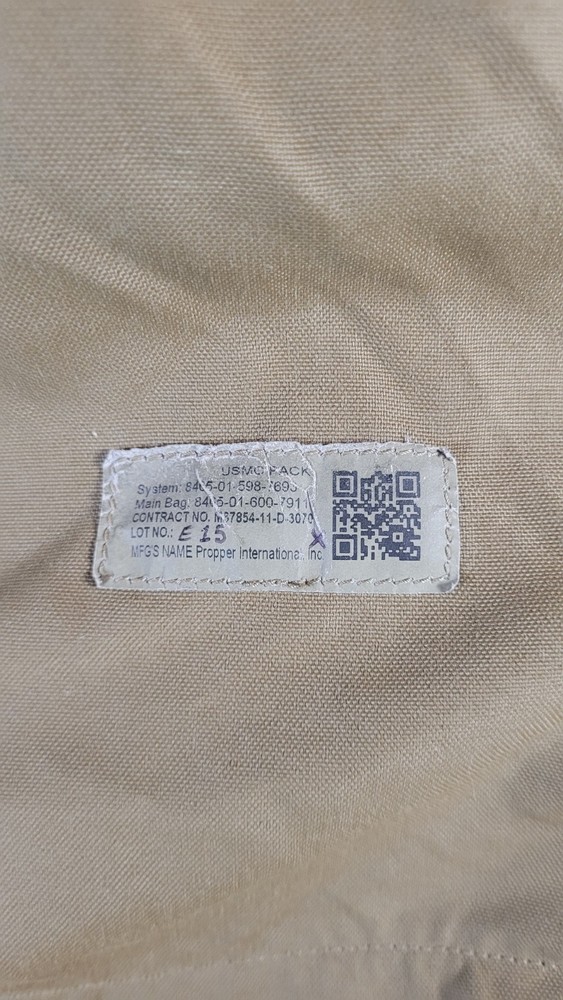 USMC PACK
System: 8465-01-598-7693
Main Bag: 8465-01-600-7911
CONTRACT NO. M67854-11-D-3070
LOT NO.: E 15 X
MFG'S NAME Propper International, Inc